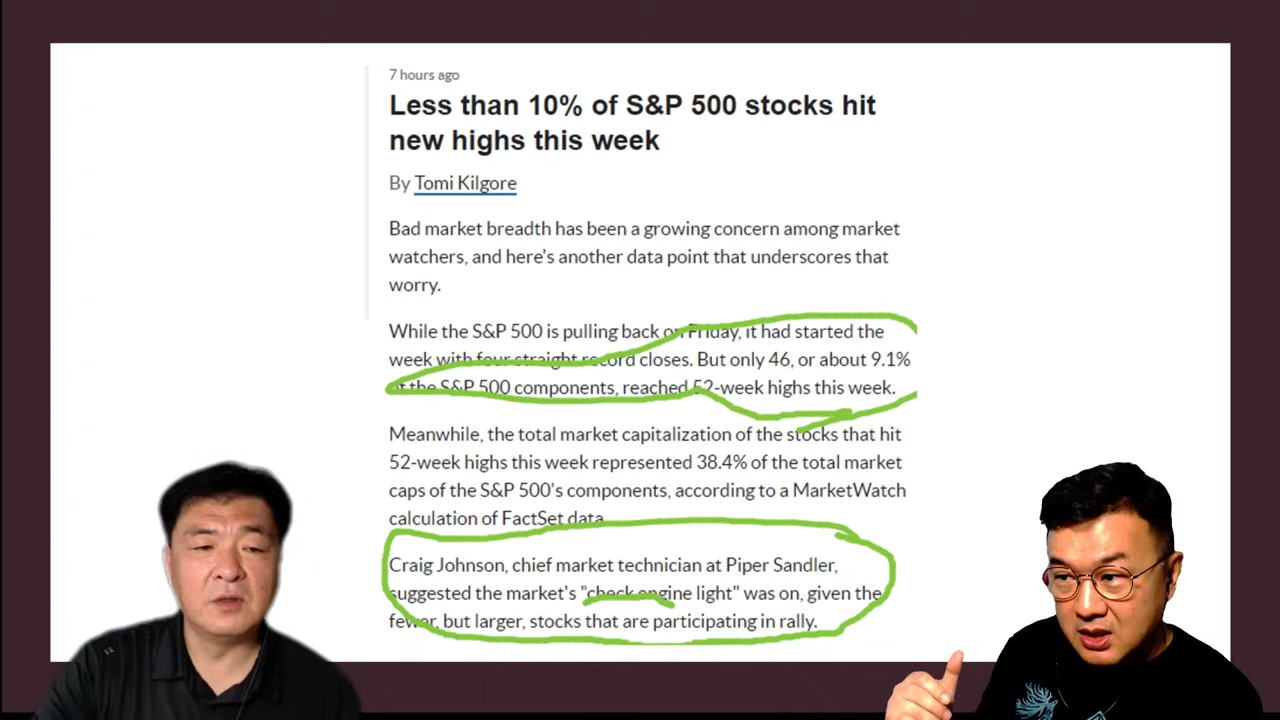 7 hours ago
Less than 10% of S&P 500 stocks hit
new highs this week
By Tomi Kilgore
Bad market breadth has been a growing concern among market
watchers, and here's another data point that underscores that
worry.
While the S&P 500 is pulling back on Friday, it had started the
week with four straight record closes. But only 46, or about 9.1%
of the S&P 500 components, reached 52-week highs this week.
Meanwhile, the total market capitalization of the stocks that hit
52-week highs this week represented 38.4% of the total market
caps of the S&P 500's components, according to a MarketWatch
calculation of FactSet data.
Craig Johnson, chief market technician at Piper Sandler,
suggested the market's "check engine light" was on, given the
fewer, but larger, stocks that are participating in rally.